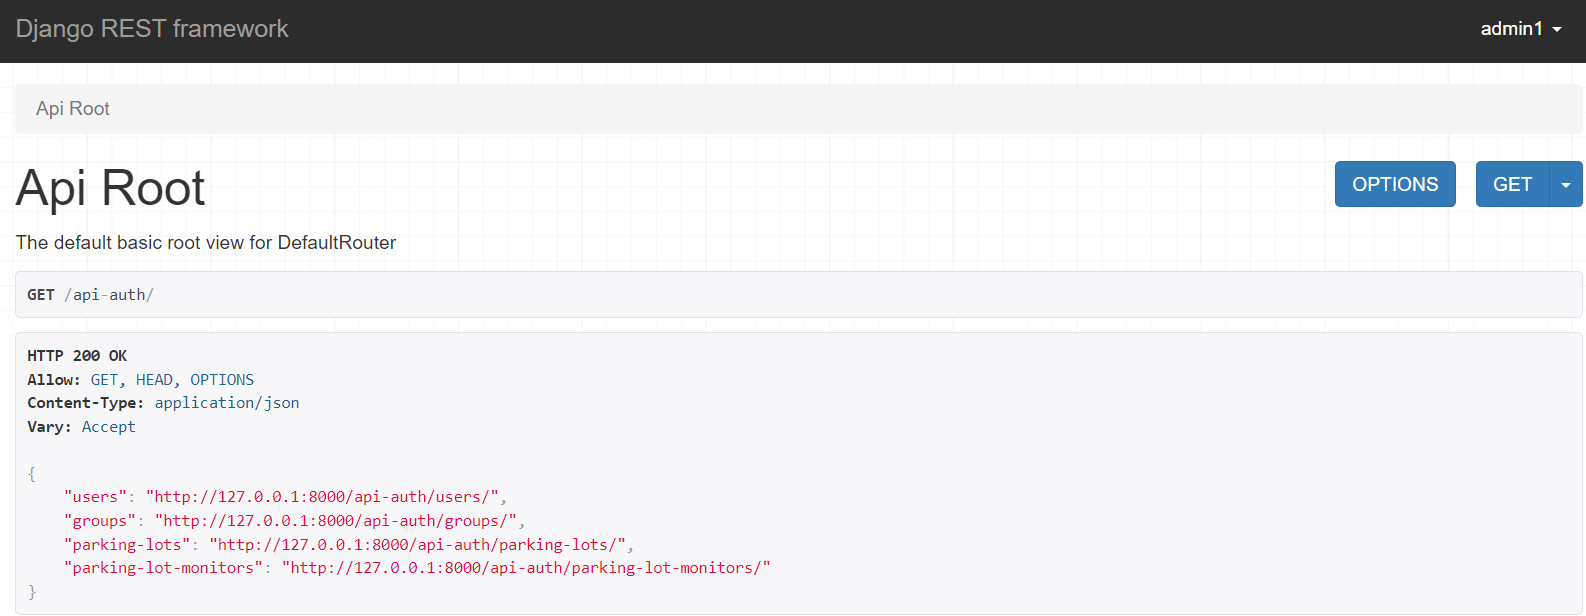 Django REST framework
admin1
Api Root
Api Root
OPTIONS
GET
The default basic root view for DefaultRouter
GET /api-auth/
HTTP 200 OK
Allow: GET, HEAD, OPTIONS
Content-Type: application/json
Vary: Accept
{
"users": "http://127.0.0.1:8000/api-auth/users/",
"groups": "http://127.0.0.1:8000/api-auth/groups/",
"parking-lots": "http://127.0.0.1:8000/api-auth/parking-lots/",
"parking-lot-monitors": "http://127.0.0.1:8000/api-auth/parking-lot-monitors/"
}